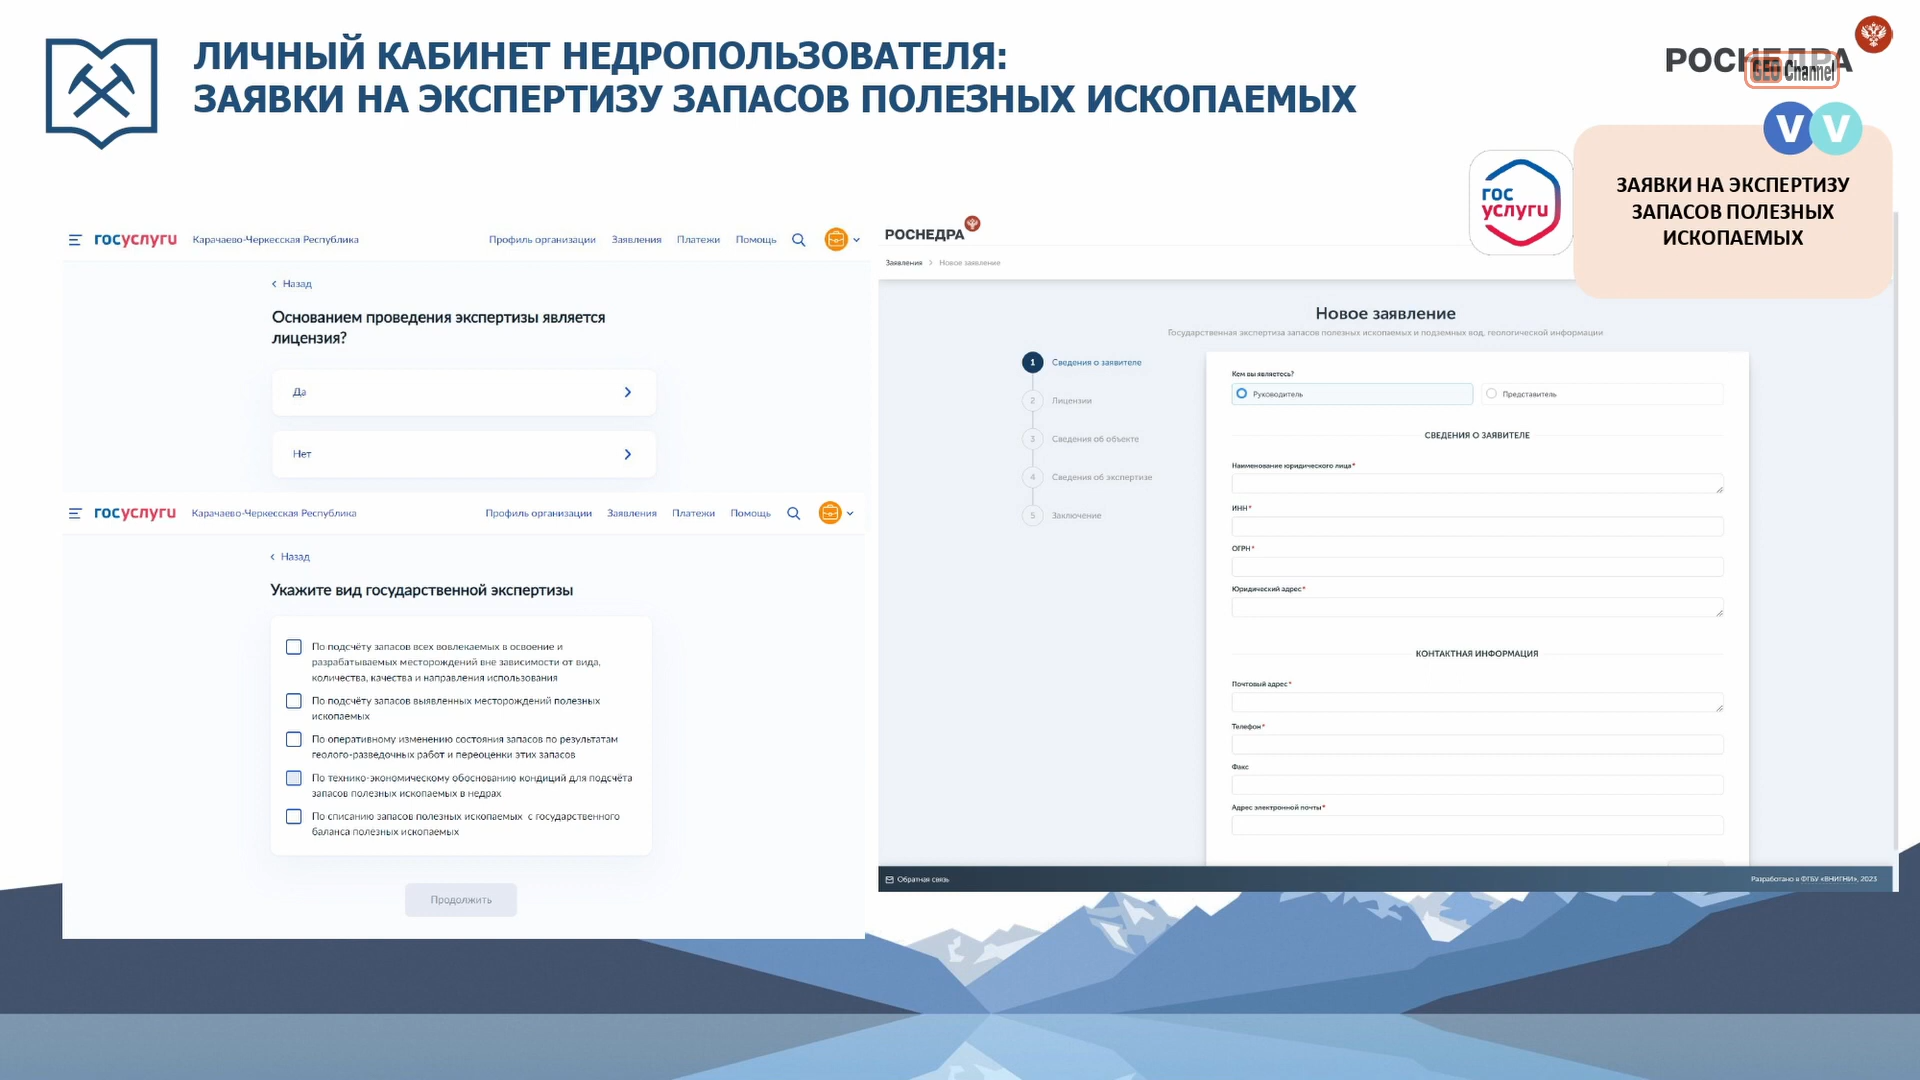 ЛИЧНЫЙ КАБИНЕТ НЕДРОПОЛЬЗОВАТЕЛЯ:
ЗАЯВКИ НА ЭКСПЕРТИЗУ ЗАПАСОВ ПОЛЕЗНЫХ ИСКОПАЕМЫХ
РОСНЕДРА
GEO Channel
V V
гос
услуги
ЗАЯВКИ НА ЭКСПЕРТИЗУ
ЗАПАСОВ ПОЛЕЗНЫХ
ИСКОПАЕМЫХ
госуслуги Карачаево-Черкесская Республика Профиль организации Заявления Платежи Помощь
Назад
Основанием проведения экспертизы является
лицензия?
Да
Нет
госуслуги Карачаево-Черкесская Республика Профиль организации Заявления Платежи Помощь
Назад
Укажите вид государственной экспертизы
По подсчёту запасов всех вовлекаемых в освоение и
разрабатываемых месторождений вне зависимости от вида,
количества, качества и направления использования
По подсчёту запасов выявленных месторождений полезных
ископаемых
По оперативному изменению состояния запасов по результатам
геолого-разведочных работ и переоценки этих запасов
По технико-экономическому обоснованию кондиций для подсчёта
запасов полезных ископаемых в недрах
По списанию запасов полезных ископаемых с государственного
баланса полезных ископаемых
Продолжить
РОСНЕДРА
Заявления > Новое заявление
Новое заявление
Государственная экспертиза запасов полезных ископаемых и подземных вод, геологической информации
1 Сведения о заявителе
2 Лицензии
3 Сведения об объекте
4 Сведения об экспертизе
5 Заключение
Кем вы являетесь?
Руководитель
Представитель
СВЕДЕНИЯ О ЗАЯВИТЕЛЕ
Наименование юридического лица*
ИНН*
ОГРН*
Юридический адрес*
КОНТАКТНАЯ ИНФОРМАЦИЯ
Почтовый адрес*
Телефон*
Факс
Адрес электронной почты*
Обратная связь
Разработано в ФГБУ «ВНИГНИ», 2023